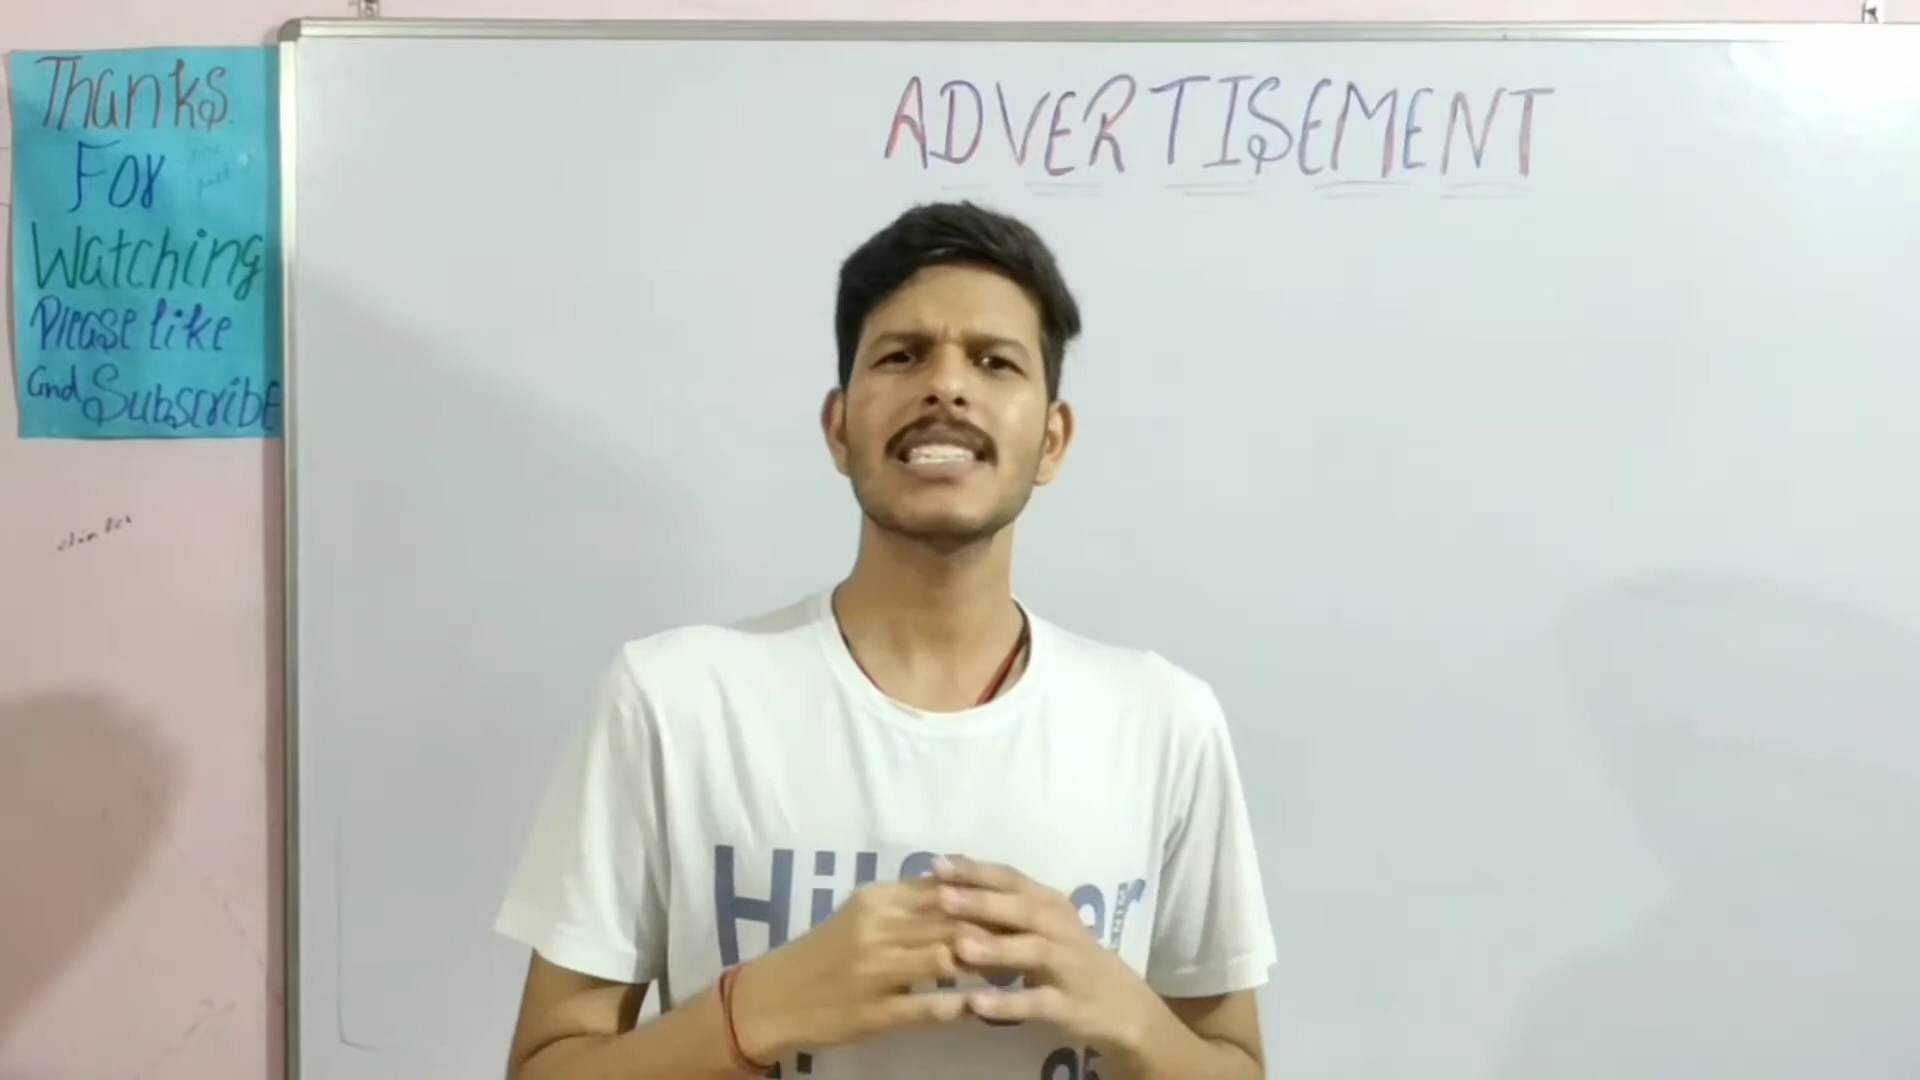 Thanks
For
Watching
Please like
and Subscribe
ADVERTISEMENT